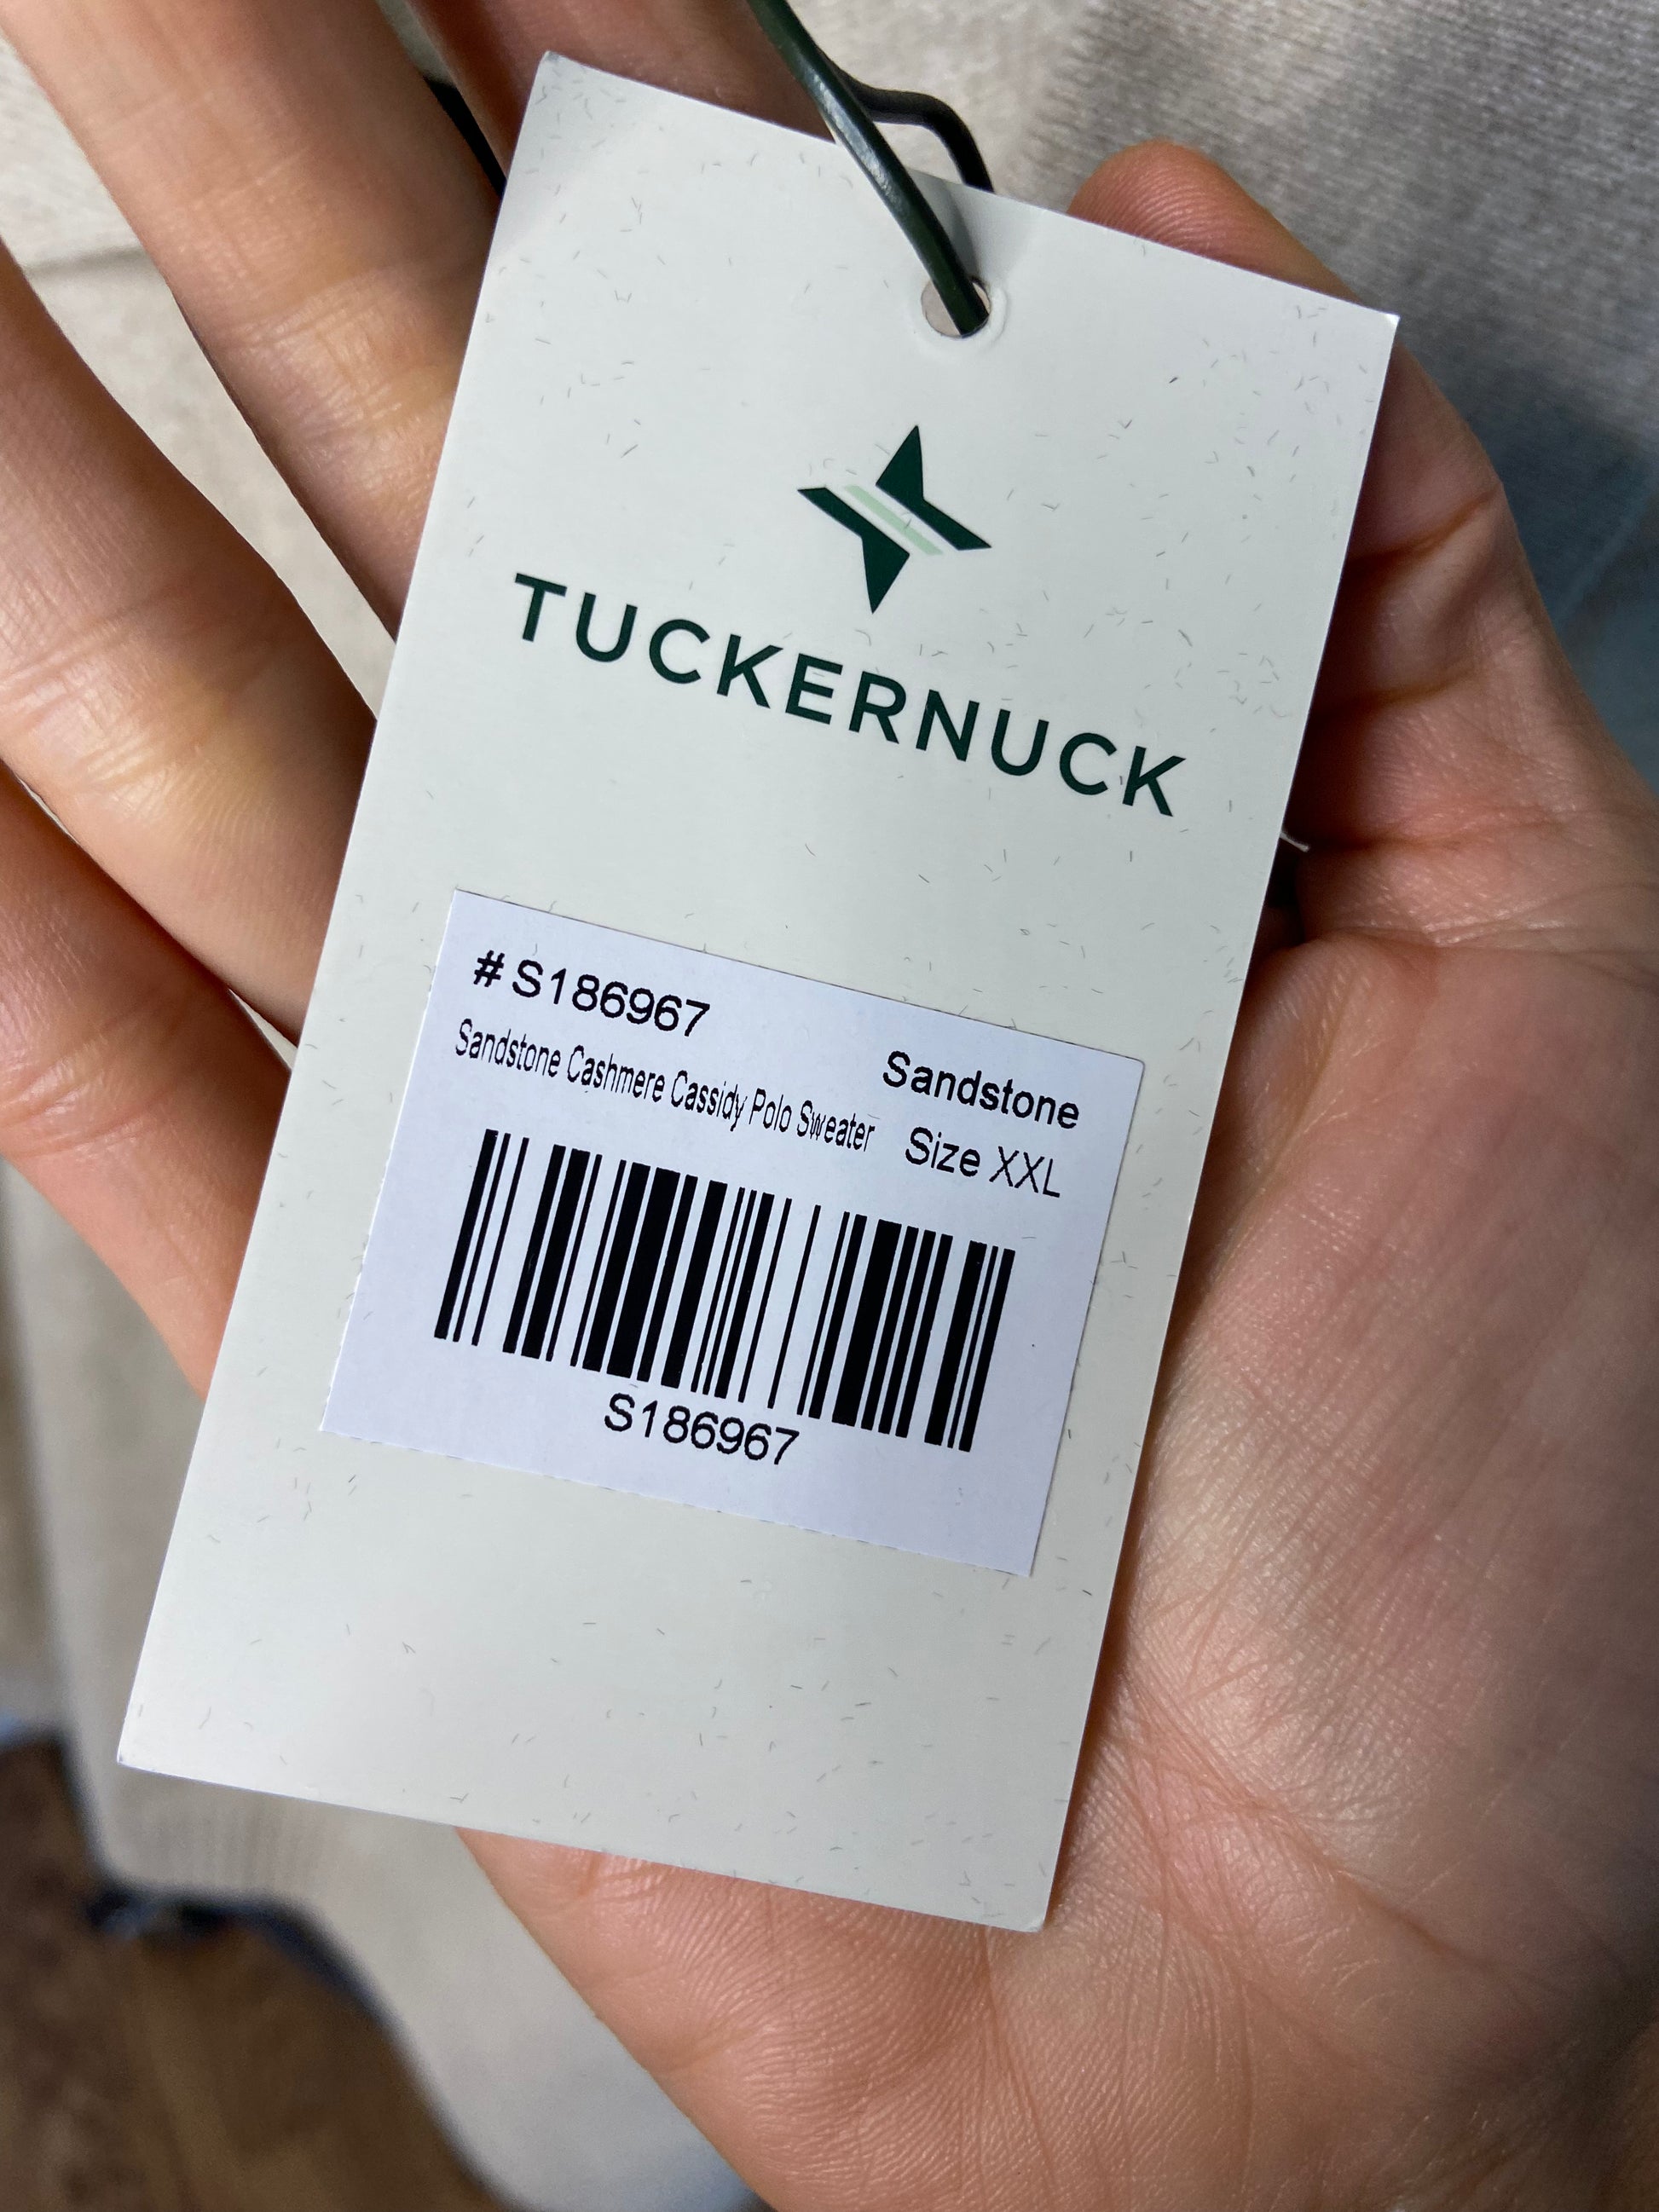 TUCKERNUCK
# S186967
Sandstone Cashmere Cassidy Polo Sweater
Sandstone
Size XXL
S186967